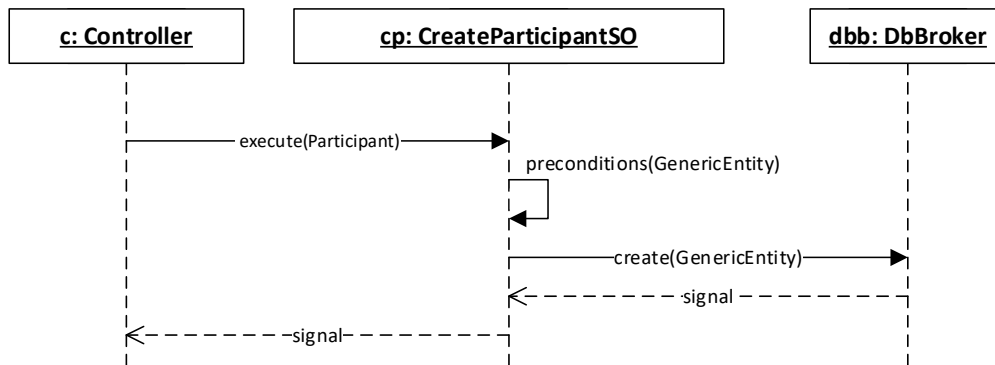 c: Controller
cp: CreateParticipantSO
dbb: DbBroker
execute(Participant)
preconditions(GenericEntity)
create(GenericEntity)
signal
signal